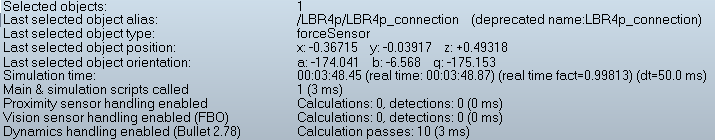 Selected objects: 1
Last selected object alias: /LBR4p/LBR4p_connection (deprecated name:LBR4p_connection)
Last selected object type: forceSensor
Last selected object position: x: -0.36715 y: -0.03917 z: +0.49318
Last selected object orientation: a: -174.041 b: -6.568 g: -175.153
Simulation time: 00:03:48.45 (real time: 00:03:48.87) (real time fact=0.99813) (dt=50.0 ms)
Main & simulation scripts called 1 (3 ms)
Proximity sensor handling enabled Calculations: 0, detections: 0 (0 ms)
Vision sensor handling enabled (FBO) Calculations: 0, detections: 0 (0 ms)
Dynamics handling enabled (Bullet 2.78) Calculation passes: 10 (3 ms)